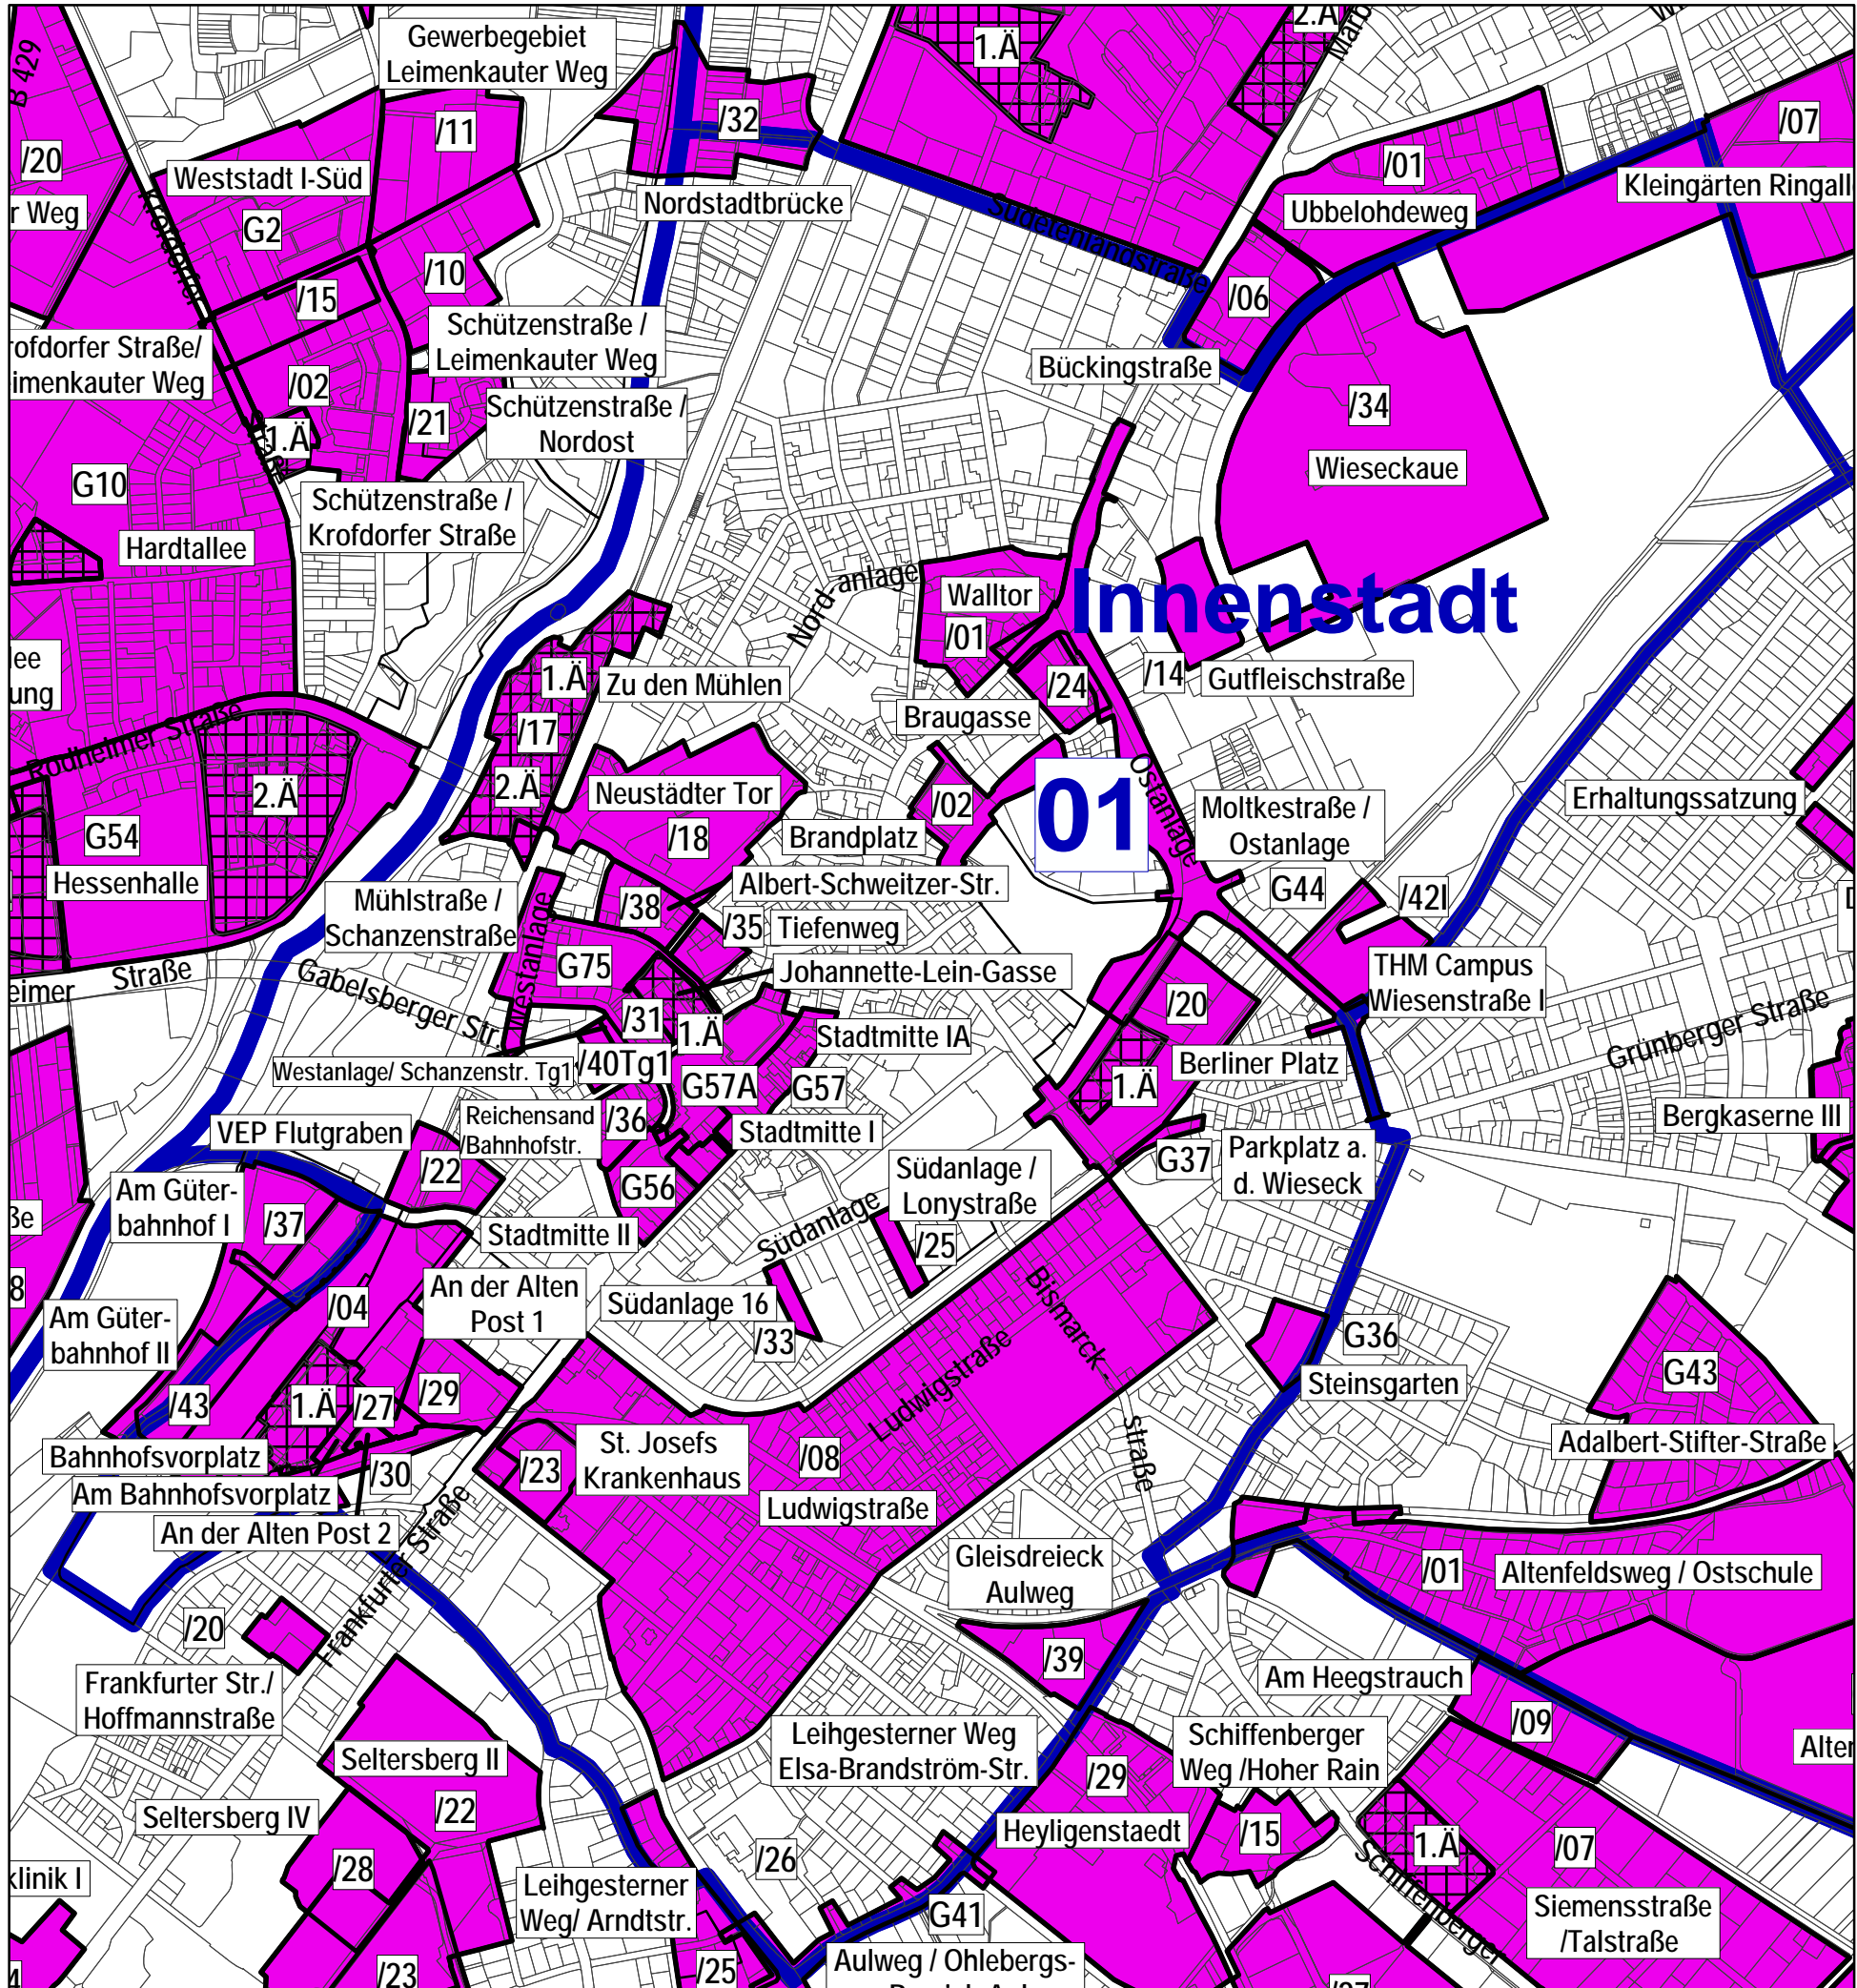 B 429
Gewerbegebiet
Leimenkauter Weg
1.Ä
2.Ä
/11
/32
/07
/20
Weststadt I-Süd
/01
Kleingärten Ringall
r Weg
Krofdorfer
G2
Nordstadtbrücke
Ubbelohdeweg
Sudetenlandstraße
/10
/15
/06
Schützenstraße /
Leimenkauter Weg
rofdorfer Straße/
imenkauter Weg
Bückingstraße
/02
/21
Schützenstraße /
Nordost
/34
1.Ä
Wieseckaue
G10
Schützenstraße /
Krofdorfer Straße
Hardtallee
Nord-anlage
Walltor
Innenstadt
/01
lee
ung
1.Ä
Zu den Mühlen
/24
/14
Gutfleischstraße
Braugasse
Rodheimer Straße
/17
2.Ä
2.Ä
Neustädter Tor
/02
01
Ostanlage
Moltkestraße /
Ostanlage
Erhaltungssatzung
G54
/18
Brandplatz
Hessenhalle
Albert-Schweitzer-Str.
G44
/42I
Mühlstraße /
Schanzenstraße
Westanlage
/38
/35
Tiefenweg
G75
Johannette-Lein-Gasse
THM Campus
Wiesenstraße I
eimer Straße
Gabelsberger Str.
/20
/31
1.Ä
Stadtmitte IA
Grünberger Straße
Westanlage/ Schanzenstr. Tg1
/40Tg1
G57A
G57
Berliner Platz
1.Ä
Reichensand
/Bahnhofstr.
/36
Stadtmitte I
Bergkaserne III
VEP Flutgraben
/22
G56
Südanlage /
Lonystraße
G37
Parkplatz a.
d. Wieseck
Am Güter-
bahnhof I
/37
ße
Stadtmitte II
Südanlage
/25
8
An der Alten
Post 1
/04
Südanlage 16
/33
Bismarck-
straße
Am Güter-
bahnhof II
G36
Ludwigstraße
Steinsgarten
G43
/43
1.Ä
/27
/29
Bahnhofsvorplatz
/30
/23
St. Josefs
Krankenhaus
/08
Adalbert-Stifter-Straße
Am Bahnhofsvorplatz
Ludwigstraße
An der Alten Post 2
Frankfurter Straße
Gleisdreieck
Aulweg
/01
Altenfeldsweg / Ostschule
/20
/39
Frankfurter Str./
Hoffmannstraße
Am Heegstrauch
/09
Leihgesterner Weg
Elsa-Brandström-Str.
Schiffenberger
Weg /Hoher Rain
Alter
Seltersberg II
/22
/29
Seltersberg IV
Heyligenstaedt
/15
1.Ä
/07
klinik I
/28
/26
Schiffenberger
Leihgesterner
Weg/ Arndtstr.
G41
Siemensstraße
/Talstraße
4
/23
/25
Aulweg / Ohlebergs-